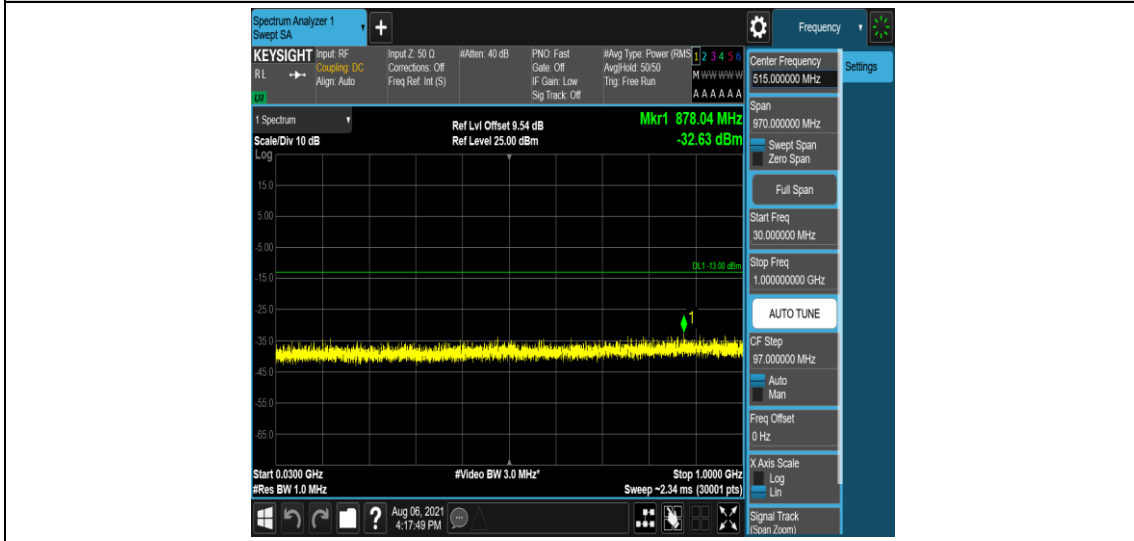 Spectrum Analyzer 1
Swept SA
+
Frequency
KEYSIGHT
RL
Input: RF
Coupling: DC
Align: Auto
Input Z: 50 Ω
Corrections: Off
Freq Ref: Int (S)
#Atten: 40 dB
PNO: Fast
Gate: Off
IF Gain: Low
Sig Track: Off
#Avg Type: Power (RMS
Avg|Hold: 50/50
Trig: Free Run
1 2 3 4 5 6
M W W W W W
A A A A A A
1 Spectrum
Scale/Div 10 dB
Ref Lvl Offset 9.54 dB
Ref Level 25.00 dBm
Mkr1 878.04 MHz
-32.63 dBm
Log
15.0
5.00
-5.00
-15.0
-25.0
-35.0
-45.0
-55.0
-65.0
DL1 -13.00 dBm
1
Start 0.0300 GHz
#Res BW 1.0 MHz
#Video BW 3.0 MHz*
Stop 1.0000 GHz
Sweep ~2.34 ms (30001 pts)
?
Aug 06, 2021
4:17:49 PM
Center Frequency
515.000000 MHz
Span
970.000000 MHz
Swept Span
Zero Span
Full Span
Start Freq
30.000000 MHz
Stop Freq
1.000000000 GHz
AUTO TUNE
CF Step
97.000000 MHz
Auto
Man
Freq Offset
0 Hz
X Axis Scale
Log
Lin
Signal Track
(Span Zoom)
Settings